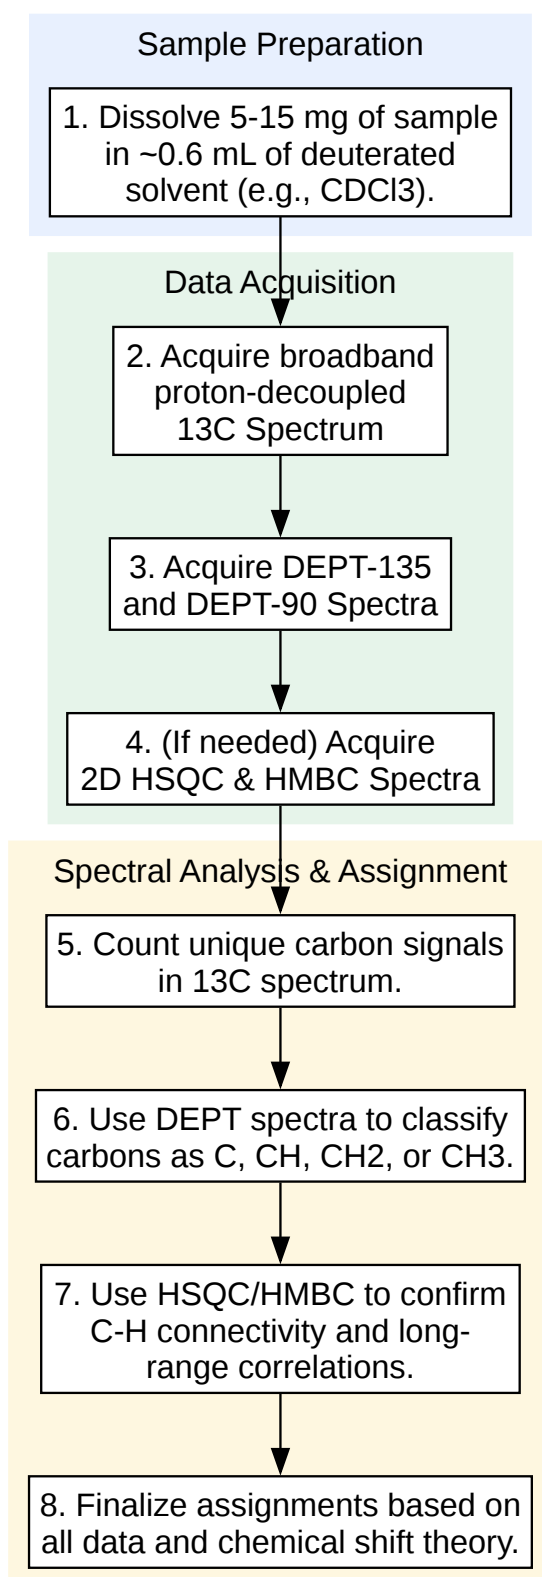 Sample Preparation
1. Dissolve 5-15 mg of sample
in ~0.6 mL of deuterated
solvent (e.g., CDCl3).
Data Acquisition
2. Acquire broadband
proton-decoupled
13C Spectrum
3. Acquire DEPT-135
and DEPT-90 Spectra
4. (If needed) Acquire
2D HSQC & HMBC Spectra
Spectral Analysis & Assignment
5. Count unique carbon signals
in 13C spectrum.
6. Use DEPT spectra to classify
carbons as C, CH, CH2, or CH3.
7. Use HSQC/HMBC to confirm
C-H connectivity and long-
range correlations.
8. Finalize assignments based on
all data and chemical shift theory.